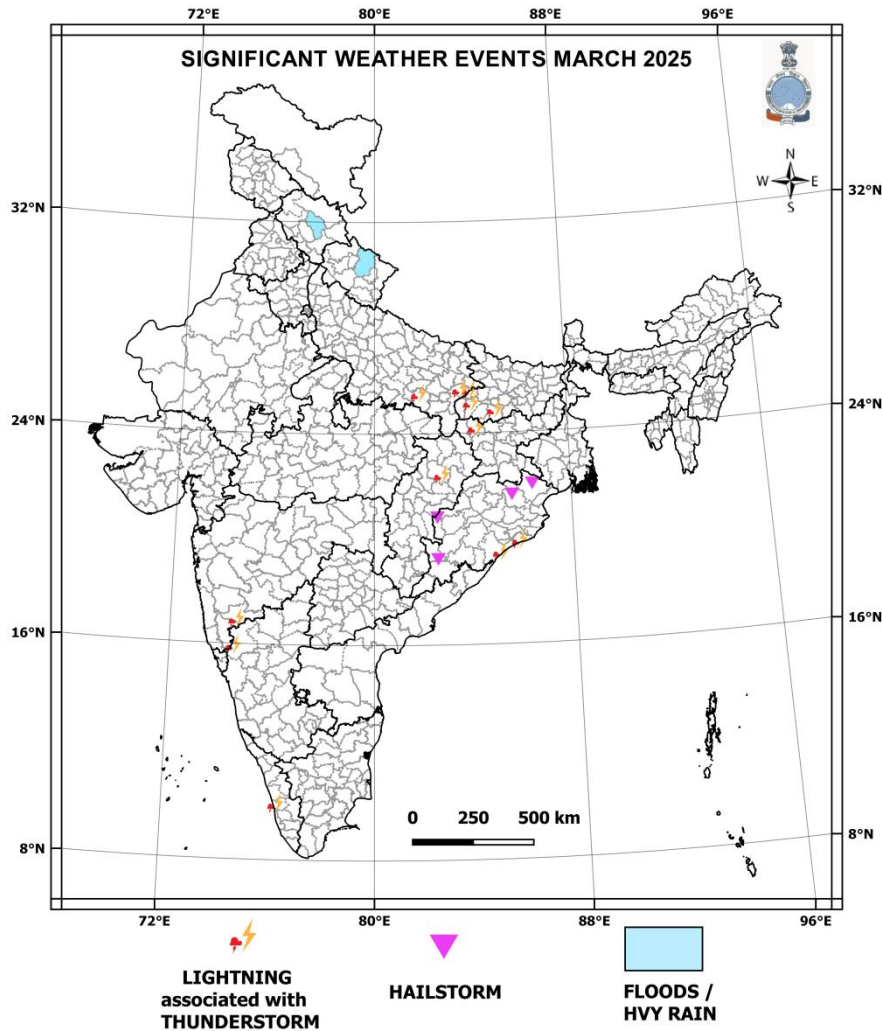 72°E 80°E 88°E 96°E
SIGNIFICANT WEATHER EVENTS MARCH 2025
N
W E
S
32°N 32°N
24°N 24°N
16°N 16°N
0 250 500 km
8°N 8°N
72°E 80°E 88°E 96°E
LIGHTNING
associated with
THUNDERSTORM
HAILSTORM
FLOODS /
HVY RAIN